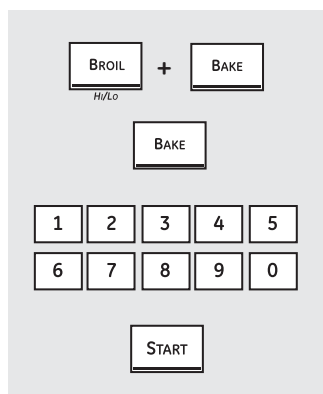 BROIL + BAKE
Hi/Lo
BAKE
1 2 3 4 5
6 7 8 9 0
START